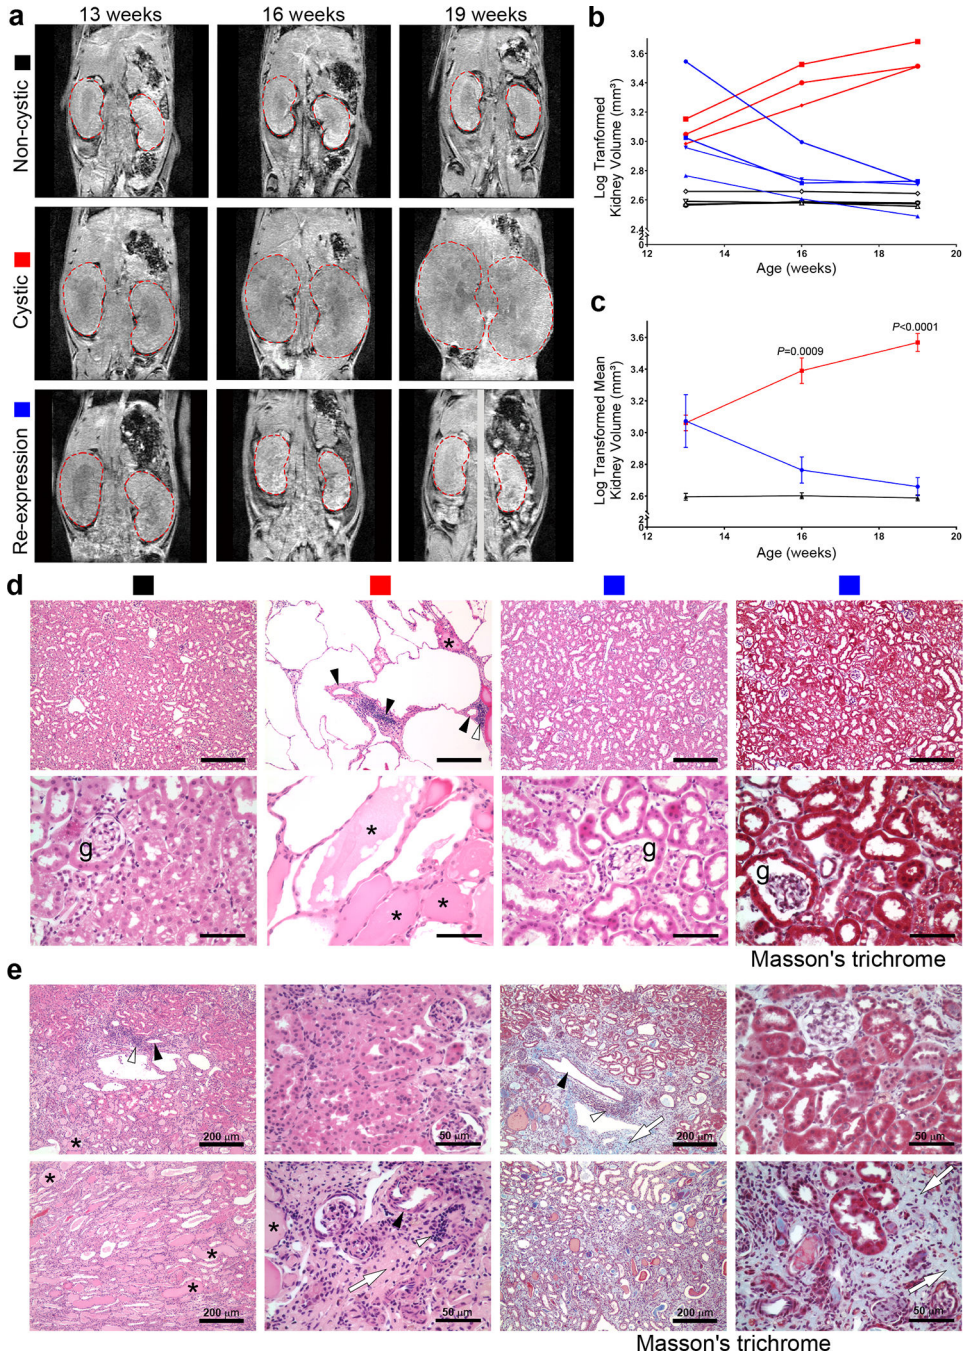 a
13 weeks
16 weeks
19 weeks
Non-cystic
Cystic
Re-expression
b
Log Tranformed
Kidney Volume (mm³)
3.6
3.4
3.2
3.0
2.8
2.6
2.4
2
0
12
14
16
18
20
Age (weeks)
c
Log Transformed Mean
Kidney Volume (mm³)
P<0.0001
P=0.0009
3.6
3.4
3.2
3.0
2.8
2.6
2
0
12
14
16
18
20
Age (weeks)
d
*
g
*
*
*
g
g
Masson's trichrome
e
*
200 µm
50 µm
200 µm
50 µm
*
*
*
200 µm
*
50 µm
200 µm
50 µm
Masson's trichrome